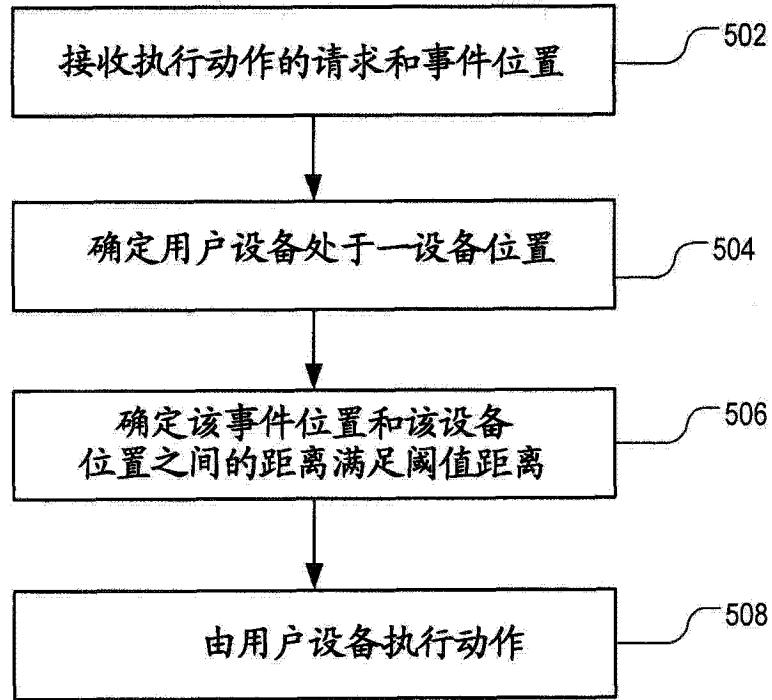 接收执行动作的请求和事件位置
502
确定用户设备处于一设备位置
504
确定该事件位置和该设备
位置之间的距离满足阈值距离
506
由用户设备执行动作
508